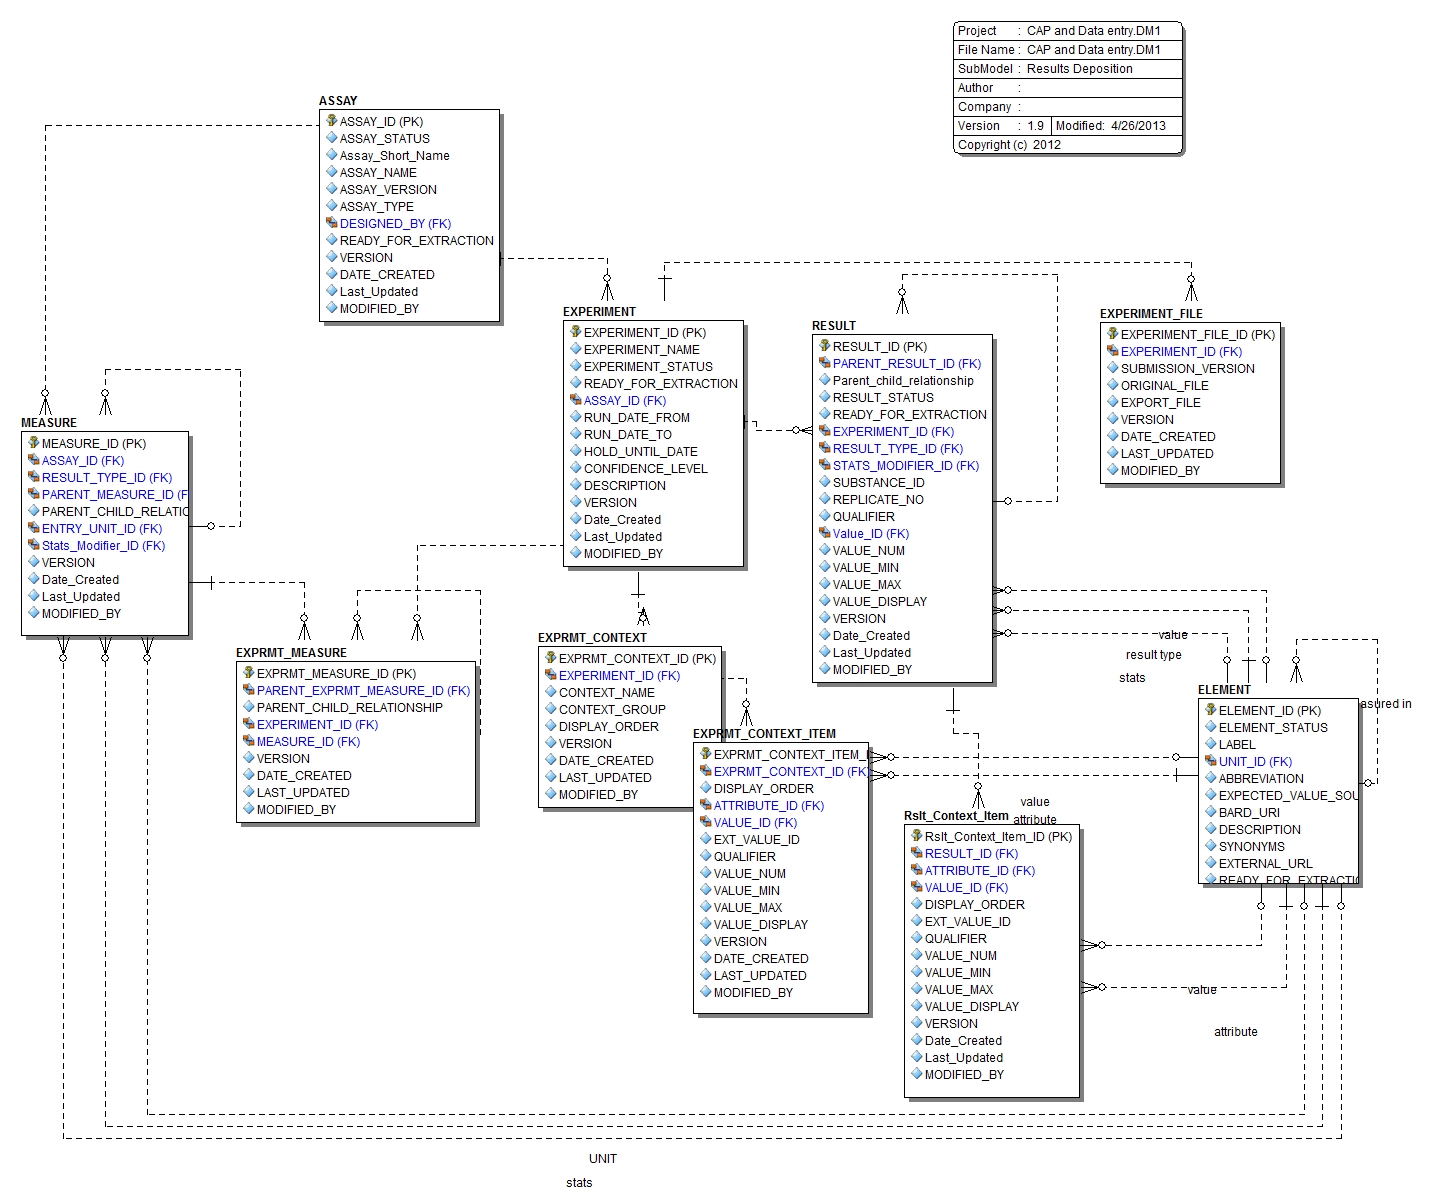 Project : CAP and Data entry.DM1
File Name : CAP and Data entry.DM1
SubModel : Results Deposition
Author :
Company :
Version : 1.9 Modified: 4/26/2013
Copyright (c) 2012
ASSAY
ASSAY_ID (PK)
ASSAY_STATUS
Assay_Short_Name
ASSAY_NAME
ASSAY_VERSION
ASSAY_TYPE
DESIGNED_BY (FK)
READY_FOR_EXTRACTION
VERSION
DATE_CREATED
Last_Updated
MODIFIED_BY
EXPERIMENT
EXPERIMENT_ID (PK)
EXPERIMENT_NAME
EXPERIMENT_STATUS
READY_FOR_EXTRACTION
ASSAY_ID (FK)
RUN_DATE_FROM
RUN_DATE_TO
HOLD_UNTIL_DATE
CONFIDENCE_LEVEL
DESCRIPTION
VERSION
Date_Created
Last_Updated
MODIFIED_BY
RESULT
RESULT_ID (PK)
PARENT_RESULT_ID (FK)
Parent_child_relationship
RESULT_STATUS
READY_FOR_EXTRACTION
EXPERIMENT_ID (FK)
RESULT_TYPE_ID (FK)
STATS_MODIFIER_ID (FK)
SUBSTANCE_ID
REPLICATE_NO
QUALIFIER
Value_ID (FK)
VALUE_NUM
VALUE_MIN
VALUE_MAX
VALUE_DISPLAY
VERSION
Date_Created
Last_Updated
MODIFIED_BY
EXPERIMENT_FILE
EXPERIMENT_FILE_ID (PK)
EXPERIMENT_ID (FK)
SUBMISSION_VERSION
ORIGINAL_FILE
EXPORT_FILE
VERSION
DATE_CREATED
LAST_UPDATED
MODIFIED_BY
MEASURE
MEASURE_ID (PK)
ASSAY_ID (FK)
RESULT_TYPE_ID (FK)
PARENT_MEASURE_ID (F
PARENT_CHILD_RELATIO
ENTRY_UNIT_ID (FK)
Stats_Modifier_ID (FK)
VERSION
Date_Created
Last_Updated
MODIFIED_BY
EXPRMT_MEASURE
EXPRMT_MEASURE_ID (PK)
PARENT_EXPRMT_MEASURE_ID (FK)
PARENT_CHILD_RELATIONSHIP
EXPERIMENT_ID (FK)
MEASURE_ID (FK)
VERSION
DATE_CREATED
LAST_UPDATED
MODIFIED_BY
EXPRMT_CONTEXT
EXPRMT_CONTEXT_ID (PK)
EXPERIMENT_ID (FK)
CONTEXT_NAME
CONTEXT_GROUP
DISPLAY_ORDER
VERSION
DATE_CREATED
LAST_UPDATED
MODIFIED_BY
EXPRMT_CONTEXT_ITEM
EXPRMT_CONTEXT_ITEM_
EXPRMT_CONTEXT_ID (FK)
DISPLAY_ORDER
ATTRIBUTE_ID (FK)
VALUE_ID (FK)
EXT_VALUE_ID
QUALIFIER
VALUE_NUM
VALUE_MIN
VALUE_MAX
VALUE_DISPLAY
VERSION
DATE_CREATED
LAST_UPDATED
MODIFIED_BY
value
result type
stats
ELEMENT
ELEMENT_ID (PK)
ELEMENT_STATUS
LABEL
UNIT_ID (FK)
ABBREVIATION
EXPECTED_VALUE_SOU
BARD_URI
DESCRIPTION
SYNONYMS
EXTERNAL_URL
READY_FOR_EXTRACTIO
asured in
value
attribute
Rslt_Context_Item
Rslt_Context_Item_ID (PK)
RESULT_ID (FK)
ATTRIBUTE_ID (FK)
VALUE_ID (FK)
DISPLAY_ORDER
EXT_VALUE_ID
QUALIFIER
VALUE_NUM
VALUE_MIN
VALUE_MAX
VALUE_DISPLAY
VERSION
Date_Created
Last_Updated
MODIFIED_BY
value
attribute
UNIT
stats